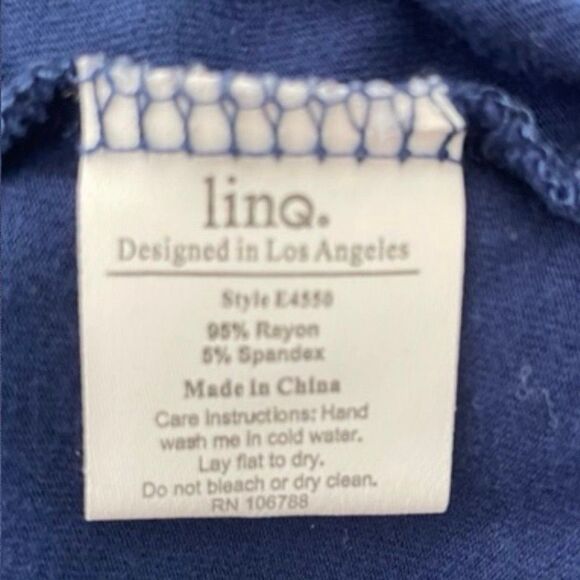 linQ.
Designed in Los Angeles
Style E4550
95% Rayon
5% Spandex
Made in China
Care Instructions: Hand
wash me in cold water.
Lay flat to dry.
Do not bleach or dry clean.
RN 106788